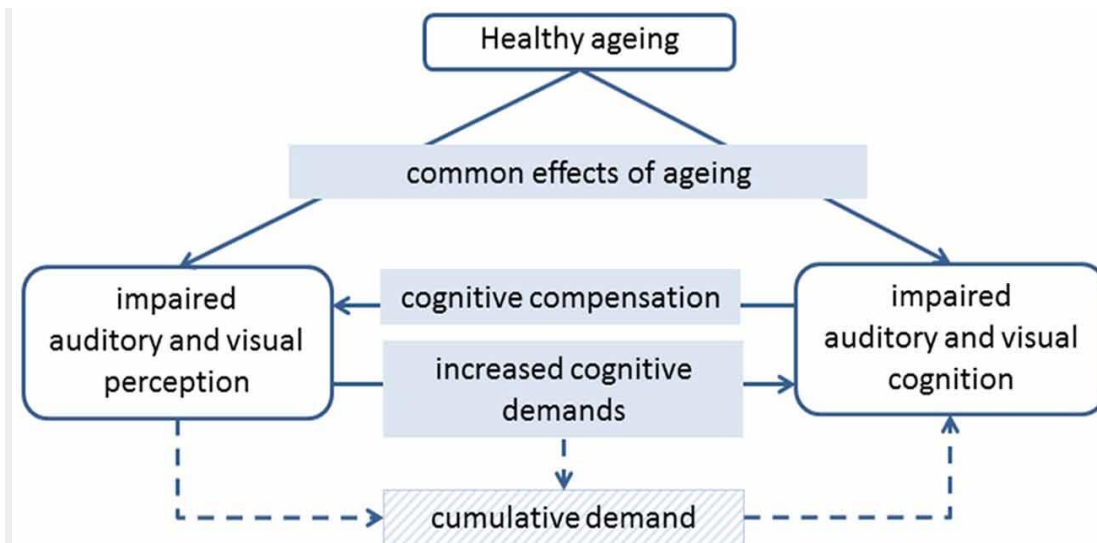 Healthy ageing
common effects of ageing
impaired
auditory and visual
perception
cognitive compensation
increased cognitive
demands
impaired
auditory and visual
cognition
cumulative demand